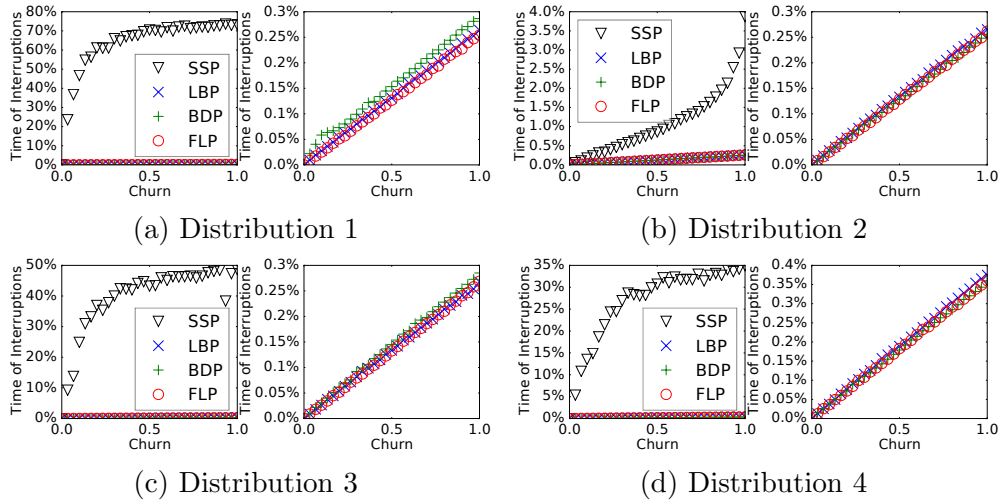 80%
70%
60%
50%
40%
30%
20%
10%
0%
Time of Interruptions
0.0 0.5 1.0
Churn
SSP
LBP
BDP
FLP
0.3%
0.25%
0.2%
0.15%
0.1%
0.05%
0.0%
Time of Interruptions
0.0 0.5 1.0
Churn
(a) Distribution 1
4.0%
3.5%
3.0%
2.5%
2.0%
1.5%
1.0%
0.5%
0.0%
Time of Interruptions
0.0 0.5 1.0
Churn
SSP
LBP
BDP
FLP
0.3%
0.25%
0.2%
0.15%
0.1%
0.05%
0.0%
Time of Interruptions
0.0 0.5 1.0
Churn
(b) Distribution 2
50%
40%
30%
20%
10%
0%
Time of Interruptions
0.0 0.5 1.0
Churn
SSP
LBP
BDP
FLP
0.3%
0.25%
0.2%
0.15%
0.1%
0.05%
0.0%
Time of Interruptions
0.0 0.5 1.0
Churn
(c) Distribution 3
35%
30%
25%
20%
15%
10%
5%
0%
Time of Interruptions
0.0 0.5 1.0
Churn
SSP
LBP
BDP
FLP
0.4%
0.35%
0.3%
0.25%
0.2%
0.15%
0.1%
0.05%
0.0%
Time of Interruptions
0.0 0.5 1.0
Churn
(d) Distribution 4